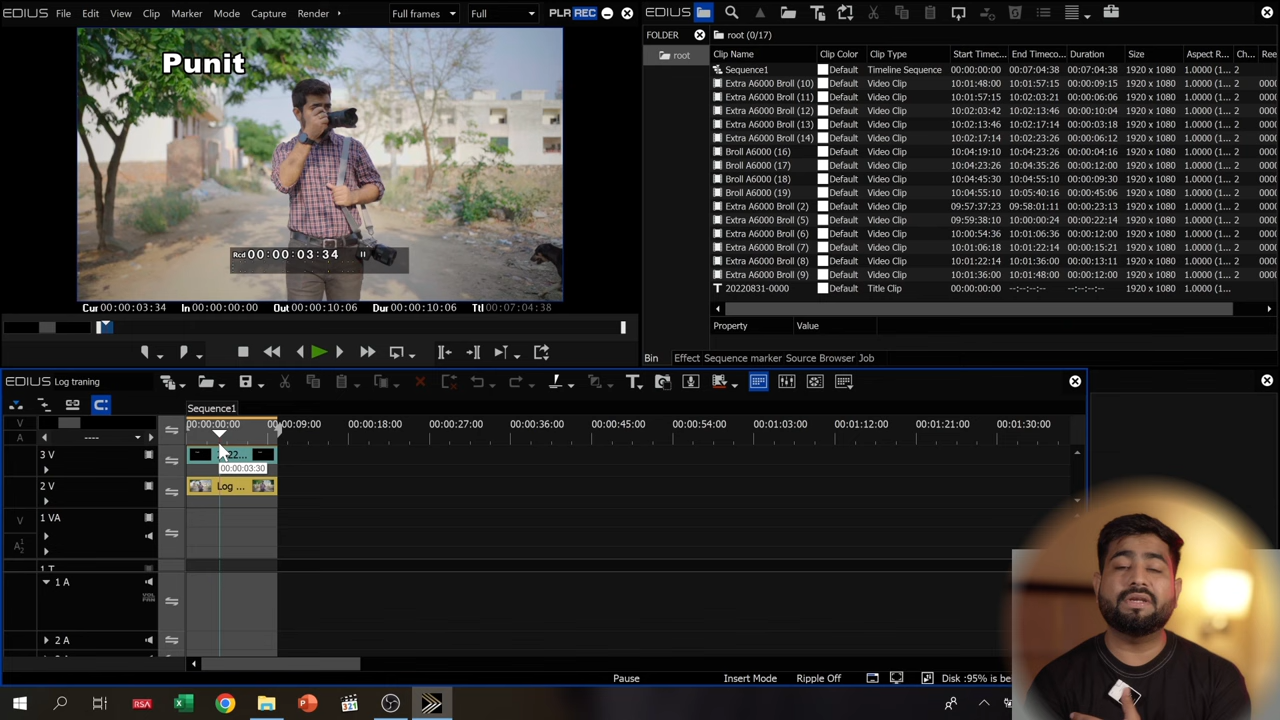 EDIUS File Edit View Clip Marker Mode Capture Render Full frames Full PLR REC
Punit
Rcd 00:00:03:34
Cur 00:00:03:34 In 00:00:00:00 Out 00:00:10:06 Dur 00:00:10:06 Ttl 00:07:04:38
EDIUS
FOLDER root (0/17)
root
Clip Name Clip Color Clip Type Start Timec... End Timeco... Duration Size Aspect R... Ch... Ree
Sequence1 Default Timeline Sequence 00:00:00:00 00:07:04:38 00:07:04:38 1920 x 1080 1.0000 (1... 2
Extra A6000 Broll (10) Default Video Clip 10:01:48:00 10:01:57:15 00:00:09:15 1920 x 1080 1.0000 (1... 2 0000
Extra A6000 Broll (11) Default Video Clip 10:01:57:15 10:02:03:21 00:00:06:06 1920 x 1080 1.0000 (1... 2 0000
Extra A6000 Broll (12) Default Video Clip 10:02:03:42 10:02:13:46 00:00:10:04 1920 x 1080 1.0000 (1... 2 0000
Extra A6000 Broll (13) Default Video Clip 10:02:13:46 10:02:17:14 00:00:03:18 1920 x 1080 1.0000 (1... 2 0000
Extra A6000 Broll (14) Default Video Clip 10:02:17:14 10:02:23:26 00:00:06:12 1920 x 1080 1.0000 (1... 2 0000
Broll A6000 (16) Default Video Clip 10:04:19:10 10:04:23:26 00:00:04:16 1920 x 1080 1.0000 (1... 2 0000
Broll A6000 (17) Default Video Clip 10:04:23:26 10:04:35:26 00:00:12:00 1920 x 1080 1.0000 (1... 2 0000
Broll A6000 (18) Default Video Clip 10:04:45:30 10:04:55:10 00:00:09:30 1920 x 1080 1.0000 (1... 2 0000
Broll A6000 (19) Default Video Clip 10:04:55:10 10:05:40:16 00:00:45:06 1920 x 1080 1.0000 (1... 2 0000
Extra A6000 Broll (2) Default Video Clip 09:57:37:23 09:58:01:11 00:00:23:13 1920 x 1080 1.0000 (1... 2 0000
Extra A6000 Broll (5) Default Video Clip 09:59:38:10 10:00:00:24 00:00:22:14 1920 x 1080 1.0000 (1... 2 0000
Extra A6000 Broll (6) Default Video Clip 10:00:54:36 10:01:06:36 00:00:12:00 1920 x 1080 1.0000 (1... 2 0000
Extra A6000 Broll (7) Default Video Clip 10:01:06:18 10:01:22:14 00:00:15:21 1920 x 1080 1.0000 (1... 2 0000
Extra A6000 Broll (8) Default Video Clip 10:01:22:14 10:01:36:00 00:00:13:11 1920 x 1080 1.0000 (1... 2 0000
Extra A6000 Broll (9) Default Video Clip 10:01:36:00 10:01:48:00 00:00:12:00 1920 x 1080 1.0000 (1... 2 0000
20220831-0000 Default Title Clip 00:00:00:00 --:--:--:-- --:--:--:-- 1920 x 1080 1.0000 (1...
Property Value
Bin Effect Sequence marker Source Browser Job
EDIUS Log traning
Sequence1
V
A
----
00:00:00:00 00:00:09:00 00:00:18:00 00:00:27:00 00:00:36:00 00:00:45:00 00:00:54:00 00:01:03:00 00:01:12:00 00:01:21:00 00:01:30:00
3 V
00:00:03:30
2 V Log ...
1 VA
V
A
1 T
1 A
VOL
PAN
2 A
Pause Insert Mode Ripple Off Disk :95% is be
RSA 321